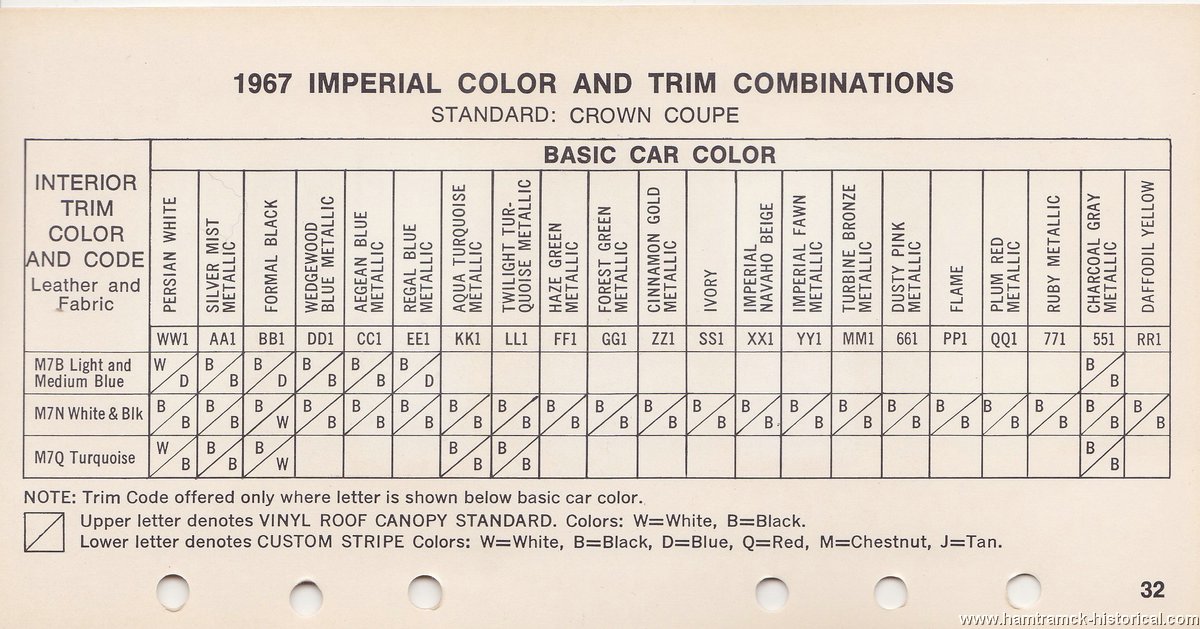 1967 IMPERIAL COLOR AND TRIM COMBINATIONS
STANDARD: CROWN COUPE
INTERIOR
TRIM
COLOR
AND CODE
Leather and
Fabric
BASIC CAR COLOR
PERSIAN WHITE
SILVER MIST
METALLIC
FORMAL BLACK
WEDGEWOOD
BLUE METALLIC
AEGEAN BLUE
METALLIC
REGAL BLUE
METALLIC
AQUA TURQUOISE
METALLIC
TWILIGHT TUR-
QUOISE METALLIC
HAZE GREEN
METALLIC
FOREST GREEN
METALLIC
CINNAMON GOLD
METALLIC
IVORY
IMPERIAL
NAVAHO BEIGE
IMPERIAL FAWN
METALLIC
TURBINE BRONZE
METALLIC
DUSTY PINK
METALLIC
FLAME
PLUM RED
METALLIC
RUBY METALLIC
CHARCOAL GRAY
METALLIC
DAFFODIL YELLOW
WW1 AA1 BB1 DD1 CC1 EE1 KK1 LL1 FF1 GG1 ZZ1 SS1 XX1 YY1 MM1 661 PP1 QQ1 771 551 RR1
M7B Light and
Medium Blue
W B B B B B B
D B D B B D B
M7N White & Blk
B B B B B B B B B B B B B B B B B B B B B
B B W B B B B B B B B B B B B B B B B B B
M7Q Turquoise
W B B B B B
B B W B B B
NOTE: Trim Code offered only where letter is shown below basic car color.
Upper letter denotes VINYL ROOF CANOPY STANDARD. Colors: W=White, B=Black.
Lower letter denotes CUSTOM STRIPE Colors: W=White, B=Black, D=Blue, Q=Red, M=Chestnut, J=Tan.
32
www.hamtramck-historical.com